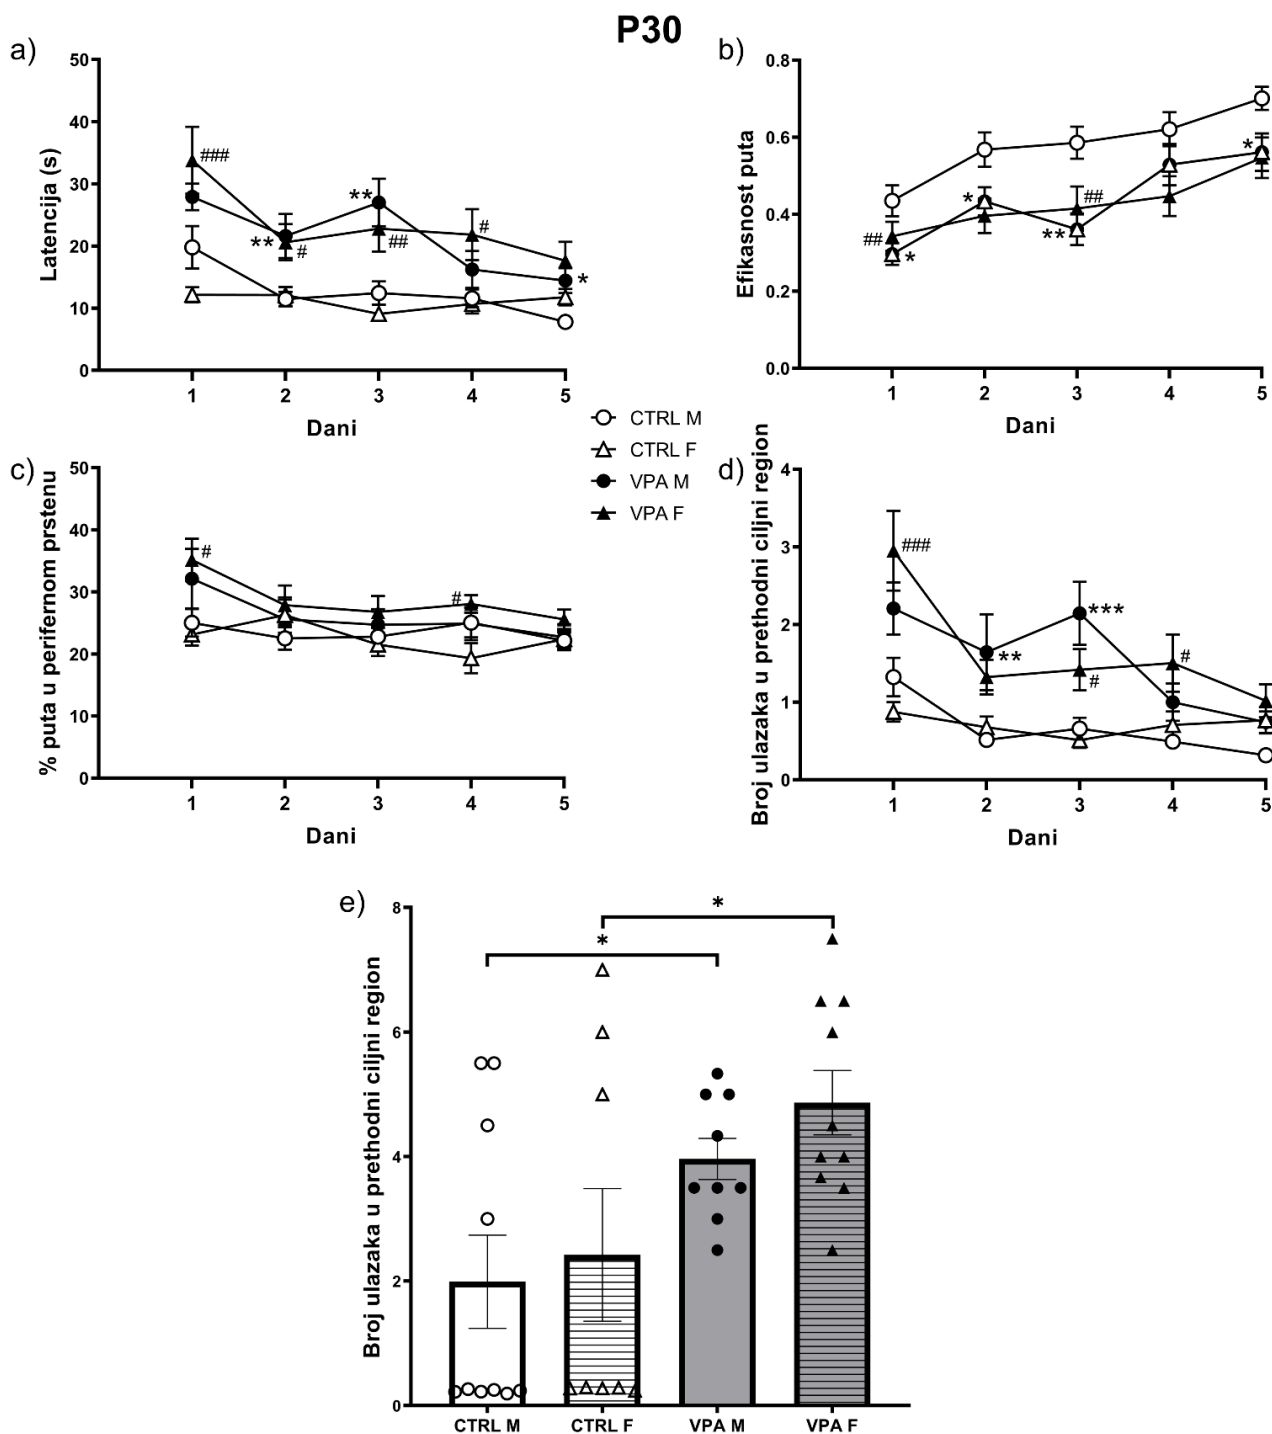 P30
a)
50
40
30
20
10
0
Latencija (s)
###
**
#
**
##
#
*
1 2 3 4 5
Dani
b)
0.8
0.6
0.4
0.2
0.0
Efikasnost puta
##
*
*
**
##
*
1 2 3 4 5
Dani
CTRL M
CTRL F
VPA M
VPA F
c)
50
40
30
20
10
0
% puta u perifernom prstenu
#
#
1 2 3 4 5
Dani
d)
4
3
2
1
0
Broj ulazaka u prethodni ciljni region
###
**
***
#
#
1 2 3 4 5
Dani
e)
8
6
4
2
0
Broj ulazaka u prethodni ciljni region
*
*
CTRL M CTRL F VPA M VPA F